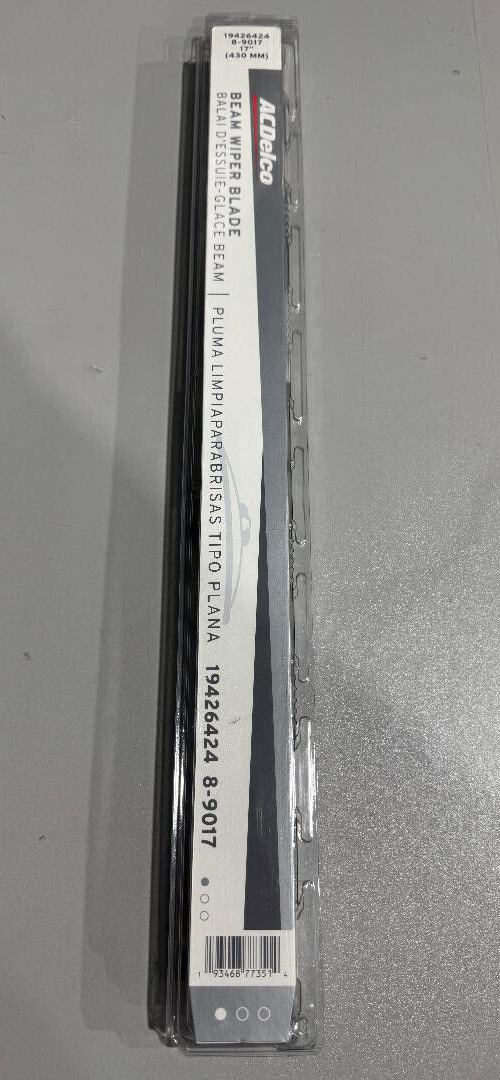 19426424
8-9017
17"
(430 MM)
ACDelco
BEAM WIPER BLADE
BALAI D'ESSUIE-GLACE BEAM | PLUMA LIMPIAPARABRISAS TIPO PLANA 19426424 8-9017
1 93468 77351 4